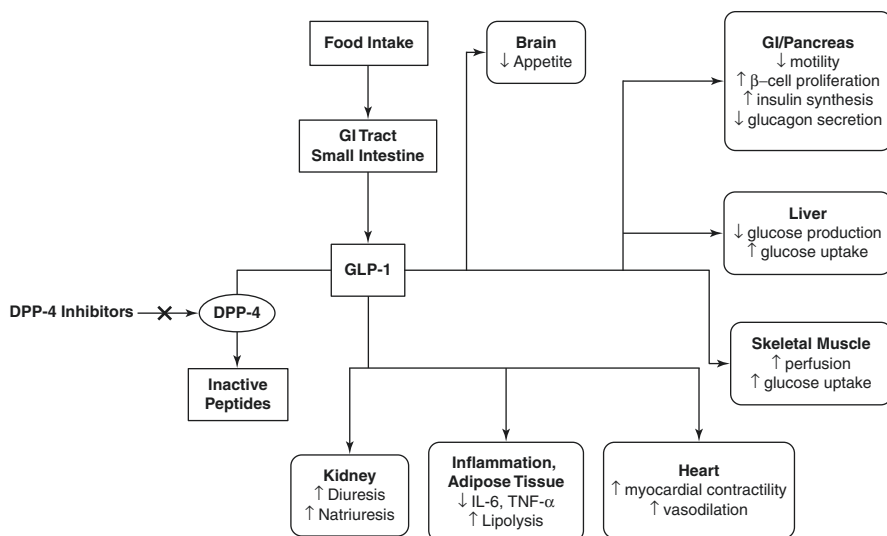 Food Intake
Brain
↓ Appetite
GI/Pancreas
↓ motility
↑ β–cell proliferation
↑ insulin synthesis
↓ glucagon secretion
GI Tract
Small Intestine
Liver
↓ glucose production
↑ glucose uptake
GLP-1
DPP-4 Inhibitors
DPP-4
Skeletal Muscle
↑ perfusion
↑ glucose uptake
Inactive
Peptides
Kidney
↑ Diuresis
↑ Natriuresis
Inflammation,
Adipose Tissue
↓ IL-6, TNF-α
↑ Lipolysis
Heart
↑ myocardial contractility
↑ vasodilation